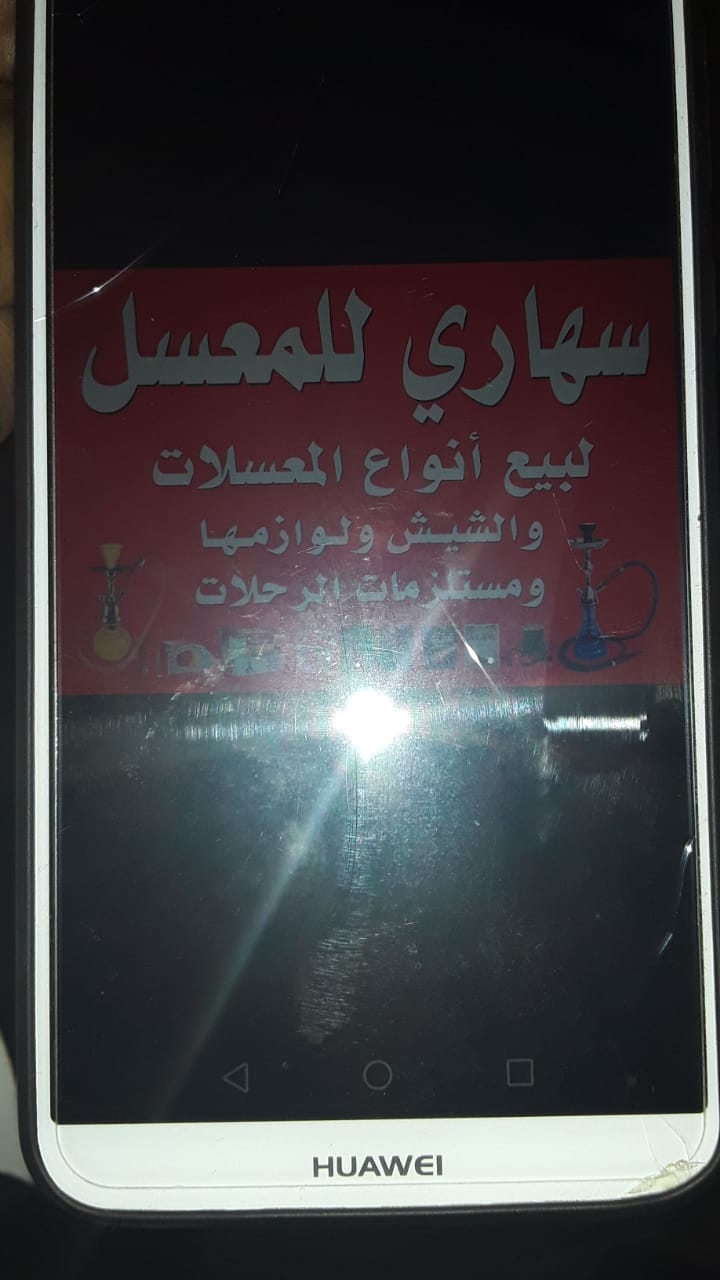 سهاري للمعسل
لبيع أنواع المعسلات
والشيش ولوازمها
ومستلزمات الرحلات
HUAWEI